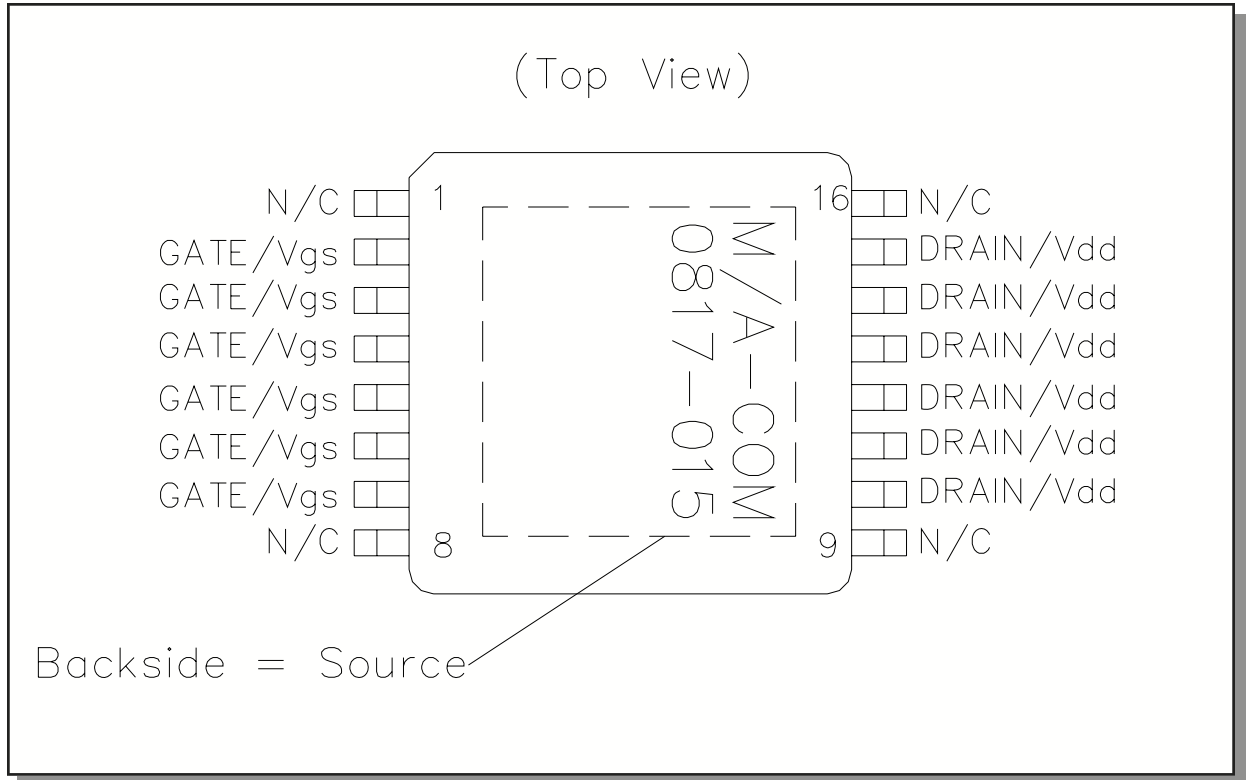 (Top View)
N/C 1 16 N/C
GATE/Vgs DRAIN/Vdd
GATE/Vgs DRAIN/Vdd
GATE/Vgs DRAIN/Vdd
GATE/Vgs DRAIN/Vdd
GATE/Vgs DRAIN/Vdd
GATE/Vgs DRAIN/Vdd
N/C 8 9 N/C
M/A-COM
0817-015
Backside = Source